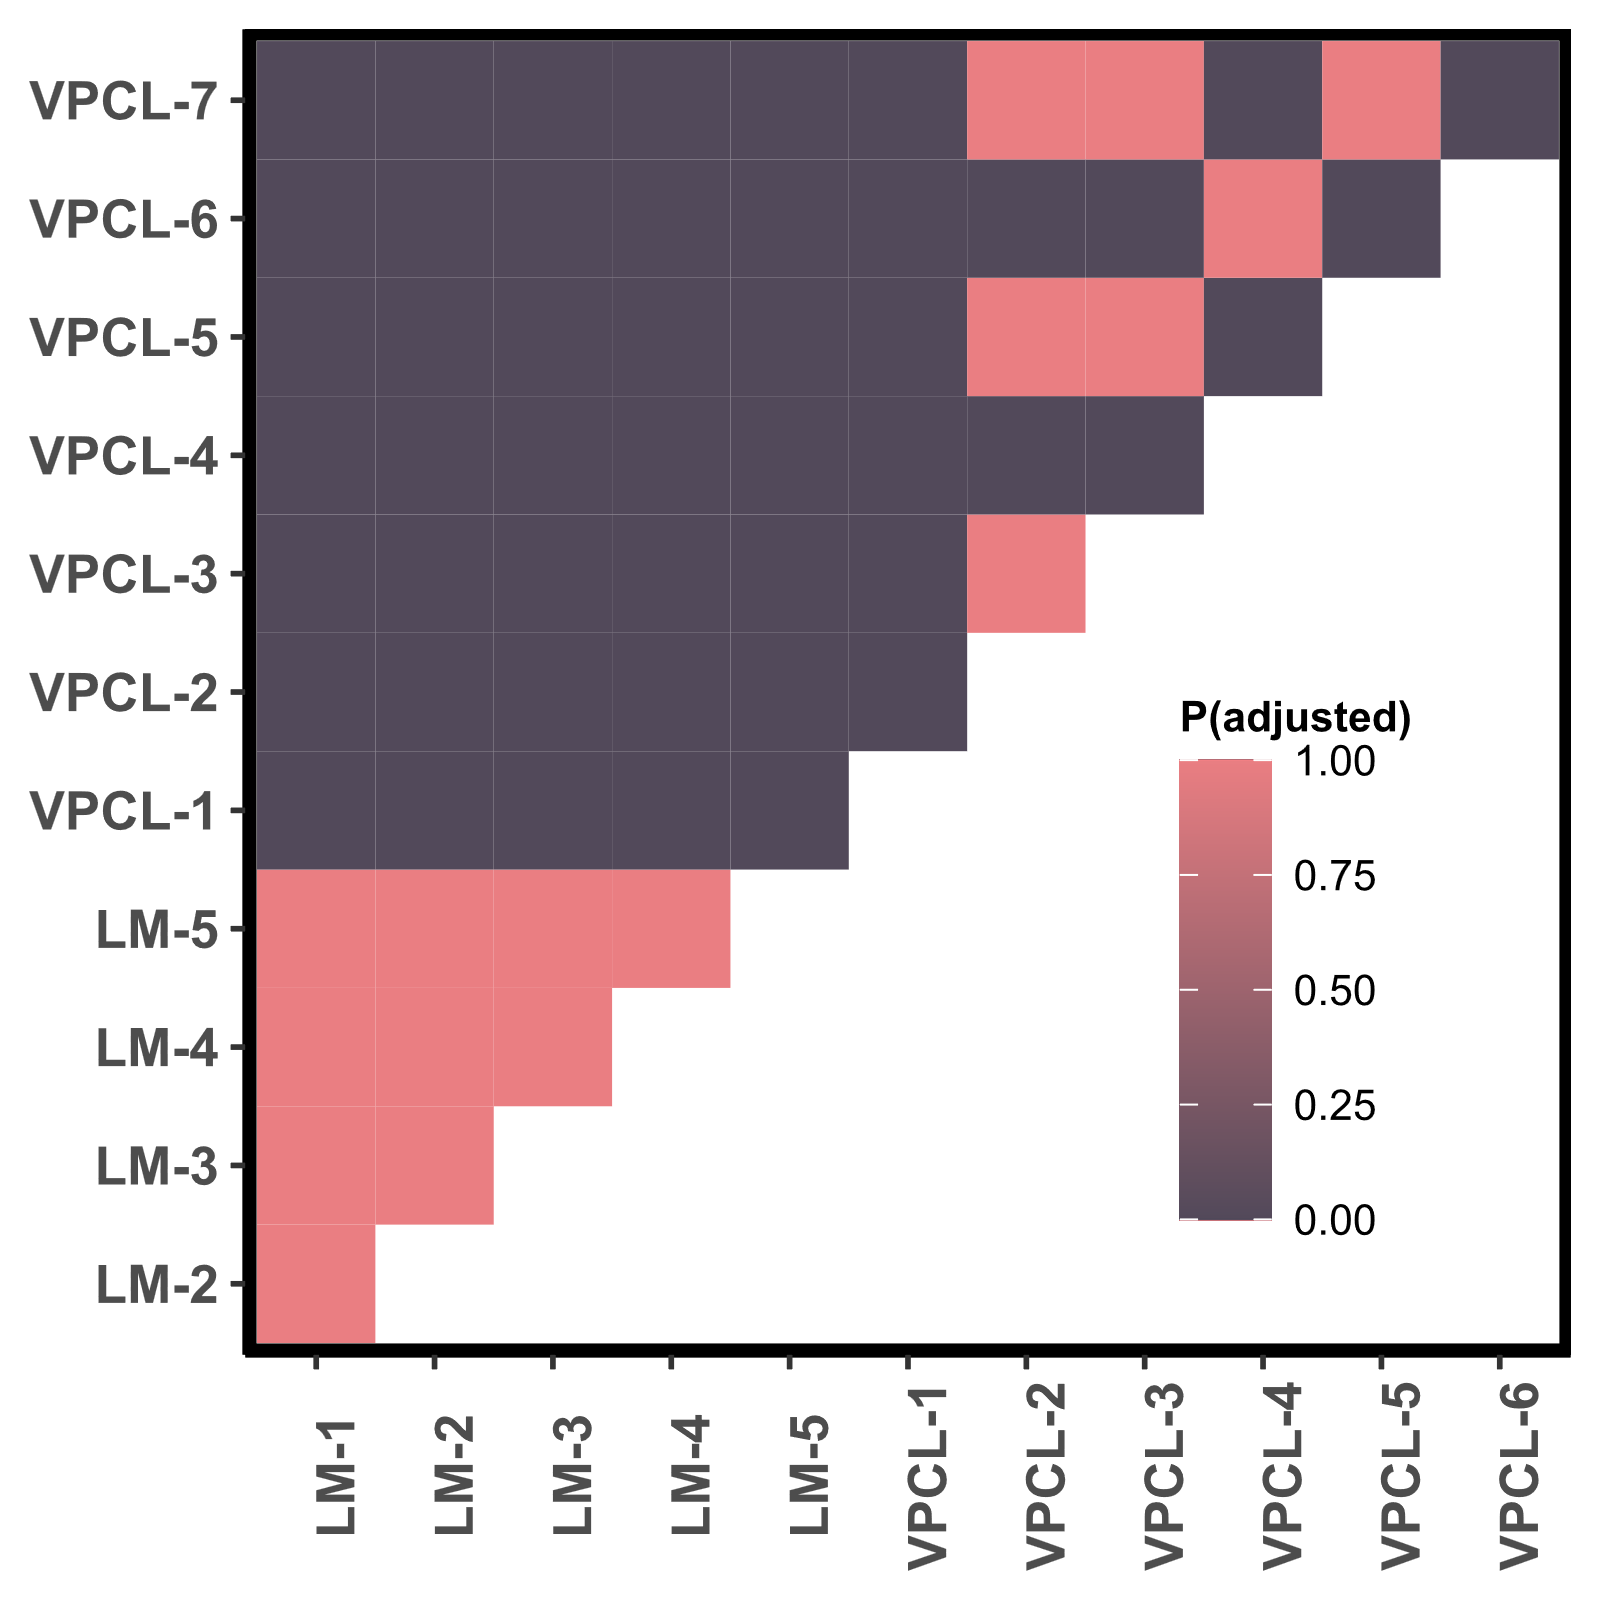 VPCL-7
VPCL-6
VPCL-5
VPCL-4
VPCL-3
VPCL-2
VPCL-1
LM-5
LM-4
LM-3
LM-2
P(adjusted)
1.00
0.75
0.50
0.25
0.00
LM-1
LM-2
LM-3
LM-4
LM-5
VPCL-1
VPCL-2
VPCL-3
VPCL-4
VPCL-5
VPCL-6